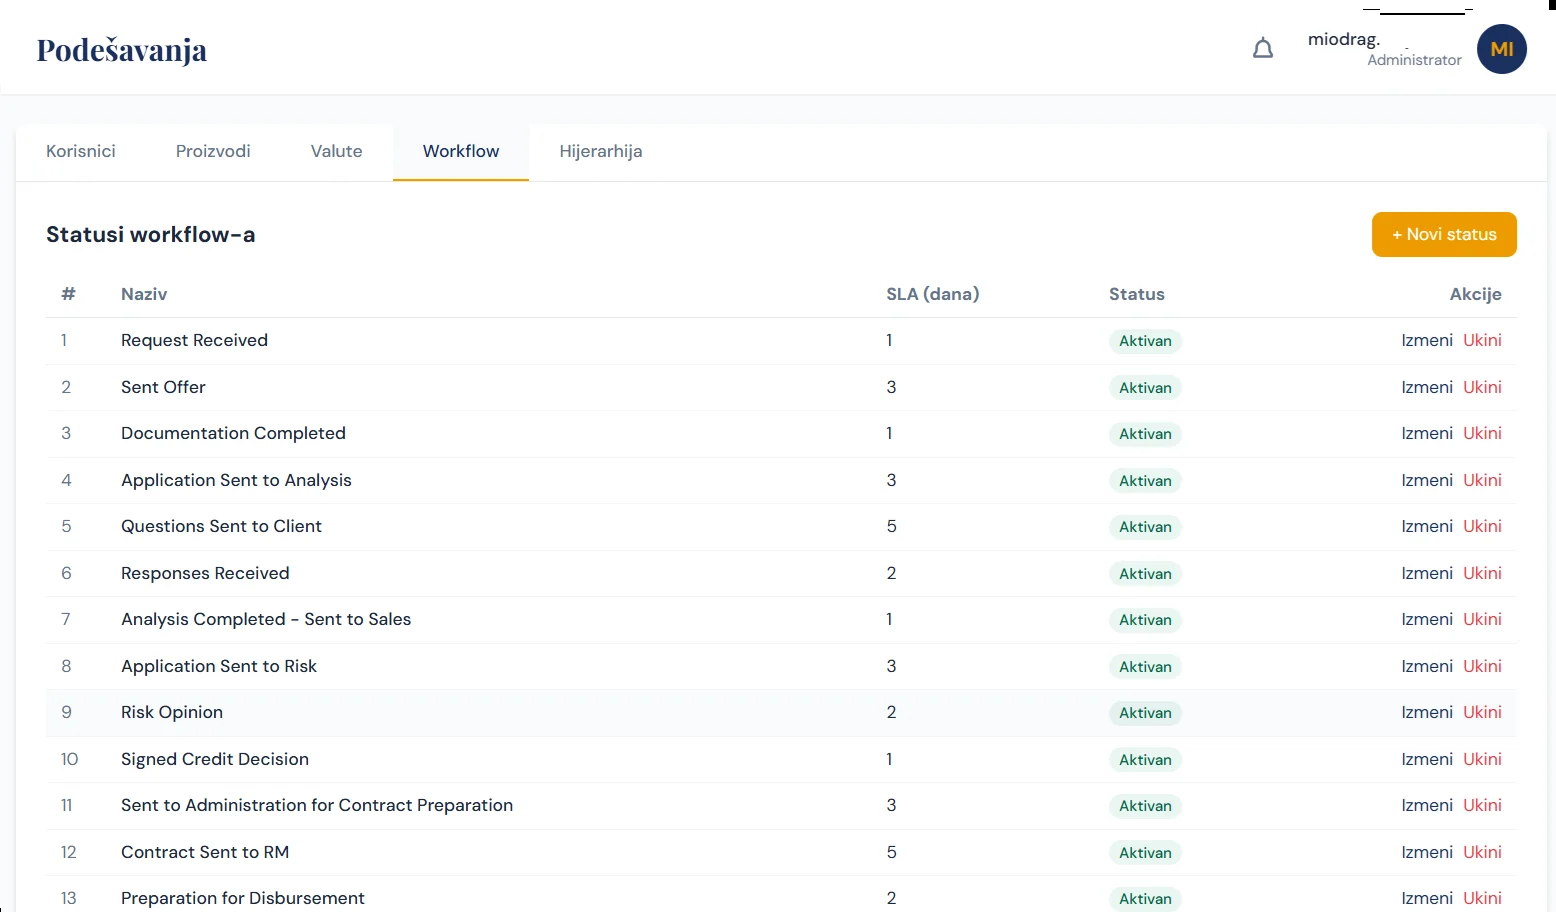 Podešavanja
miodrag.
Administrator
MI
Korisnici Proizvodi Valute Workflow Hijerarhija
Statusi workflow-a
+ Novi status
# Naziv SLA (dana) Status Akcije
1 Request Received 1 Aktivan Izmeni Ukini
2 Sent Offer 3 Aktivan Izmeni Ukini
3 Documentation Completed 1 Aktivan Izmeni Ukini
4 Application Sent to Analysis 3 Aktivan Izmeni Ukini
5 Questions Sent to Client 5 Aktivan Izmeni Ukini
6 Responses Received 2 Aktivan Izmeni Ukini
7 Analysis Completed - Sent to Sales 1 Aktivan Izmeni Ukini
8 Application Sent to Risk 3 Aktivan Izmeni Ukini
9 Risk Opinion 2 Aktivan Izmeni Ukini
10 Signed Credit Decision 1 Aktivan Izmeni Ukini
11 Sent to Administration for Contract Preparation 3 Aktivan Izmeni Ukini
12 Contract Sent to RM 5 Aktivan Izmeni Ukini
13 Preparation for Disbursement 2 Aktivan Izmeni Ukini